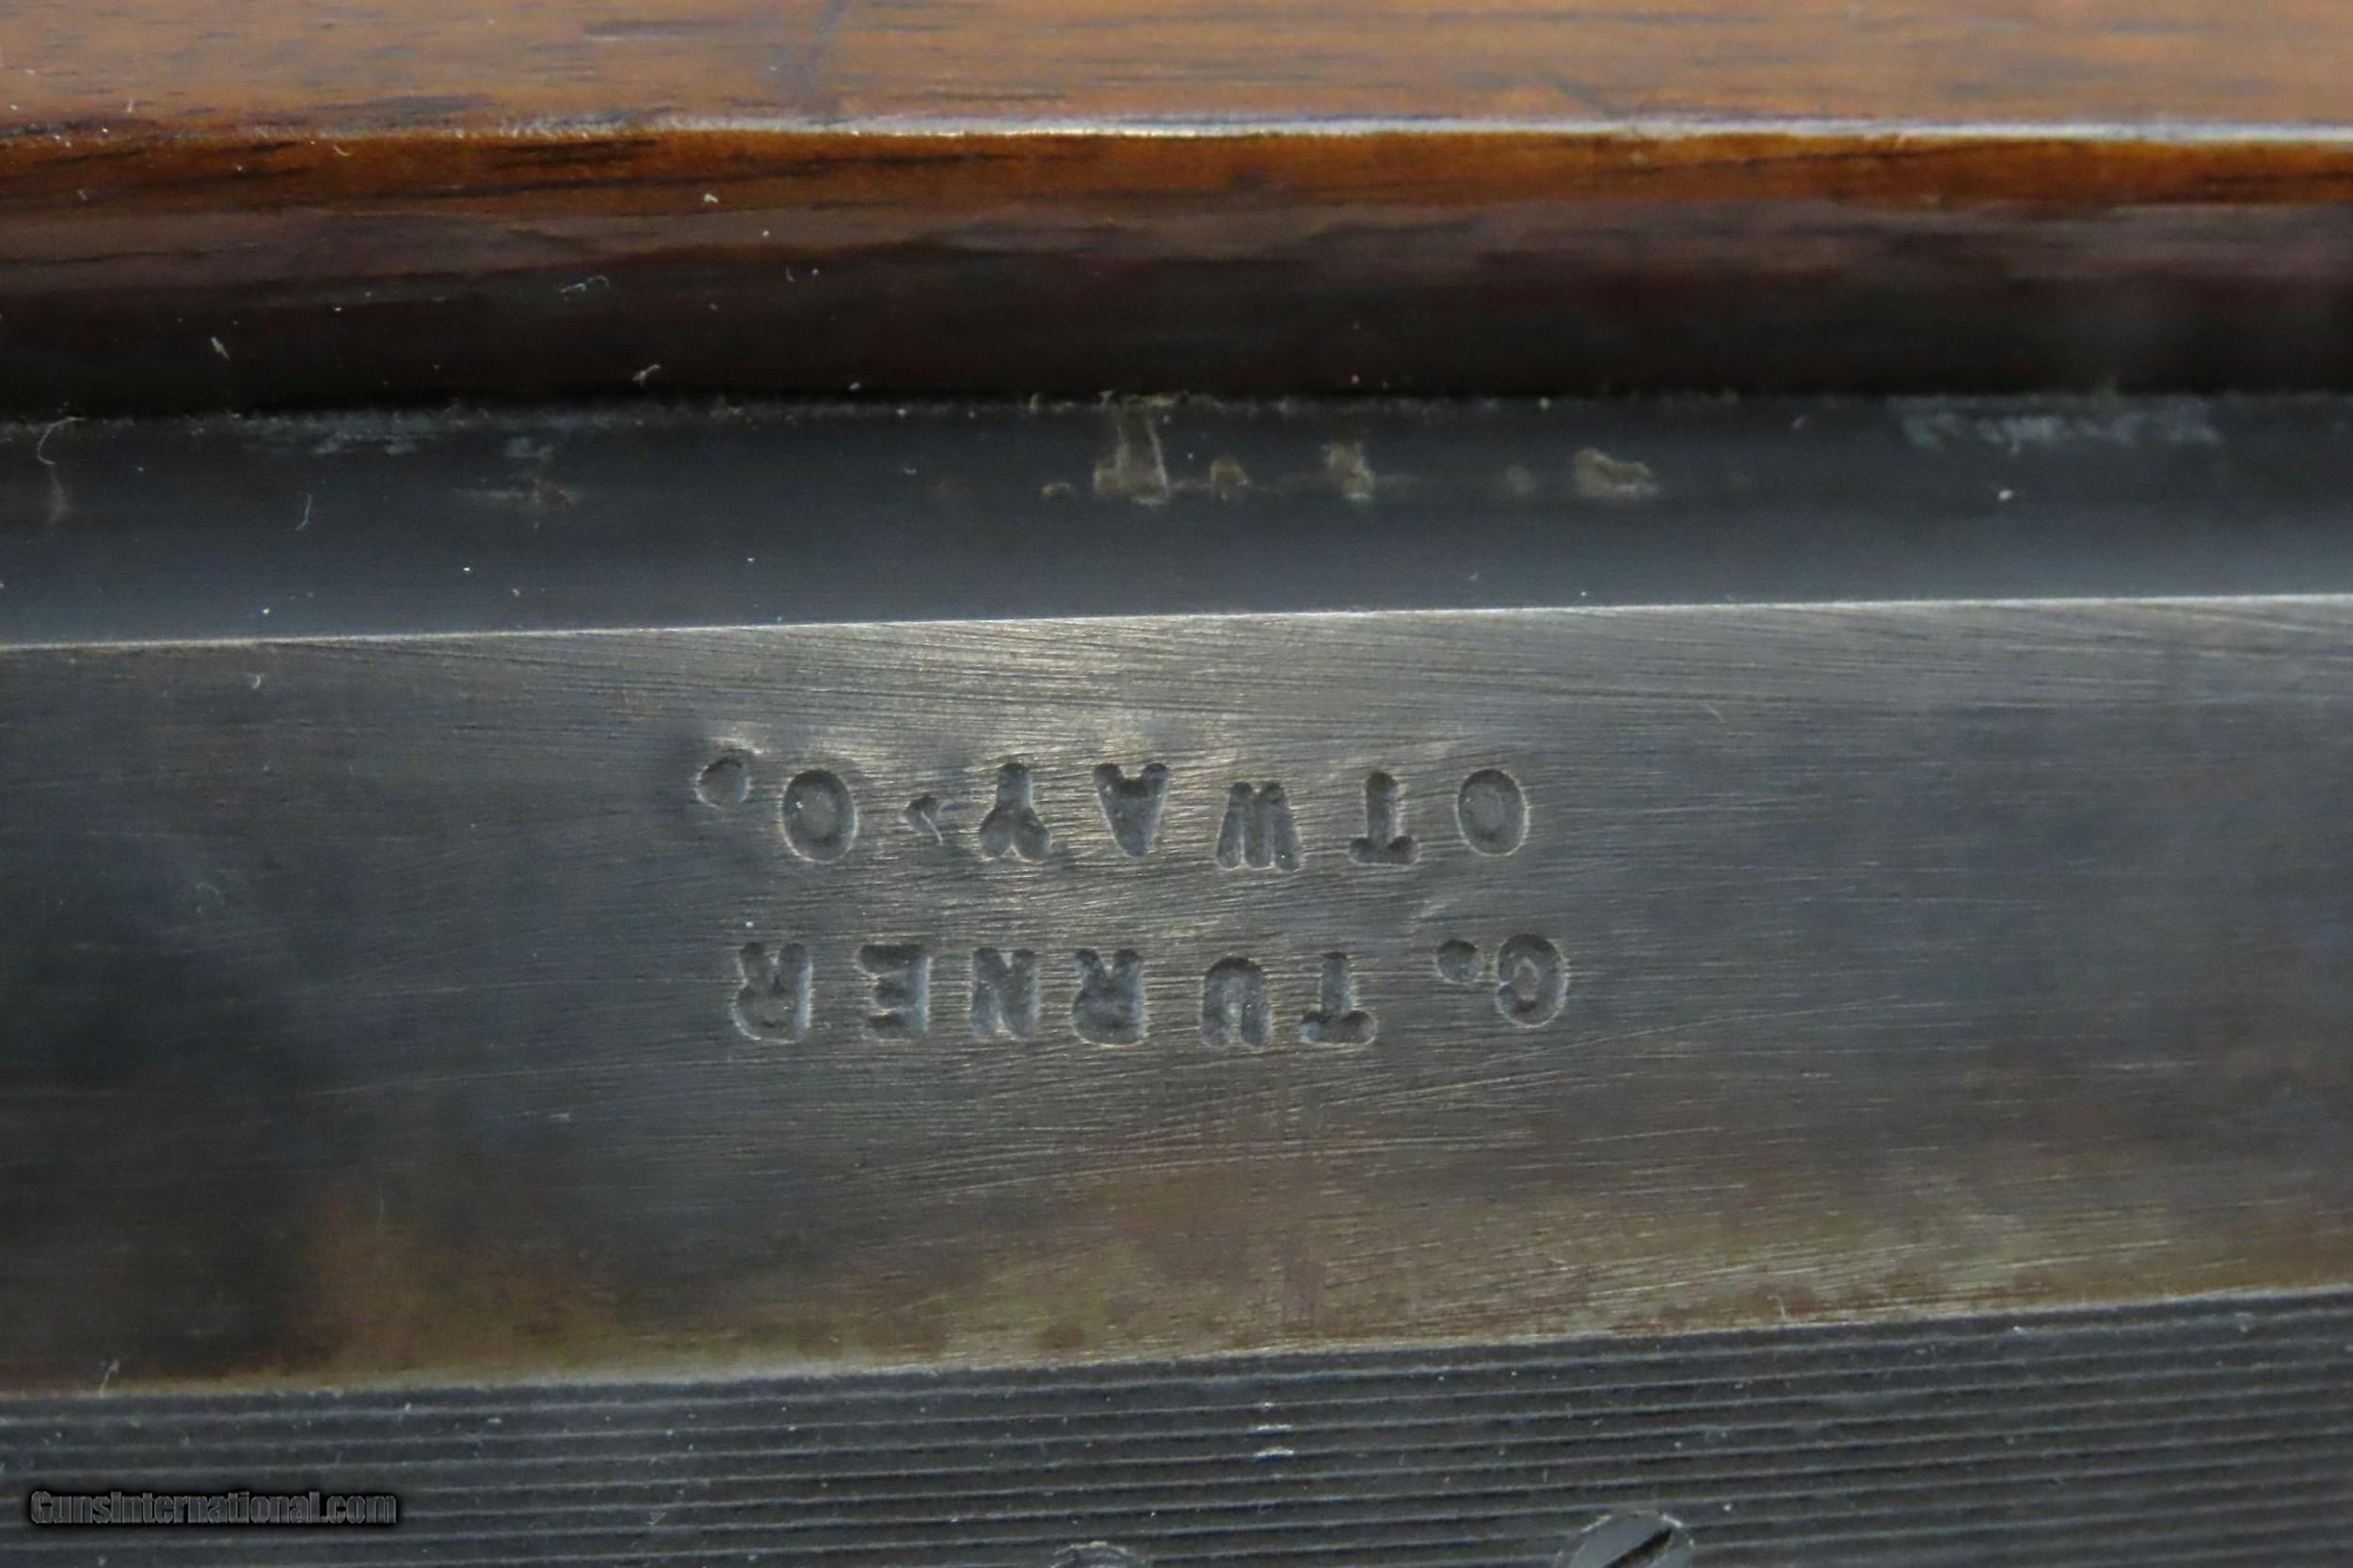 G. TURNER
OTWAY, O.
GunsInternational.com